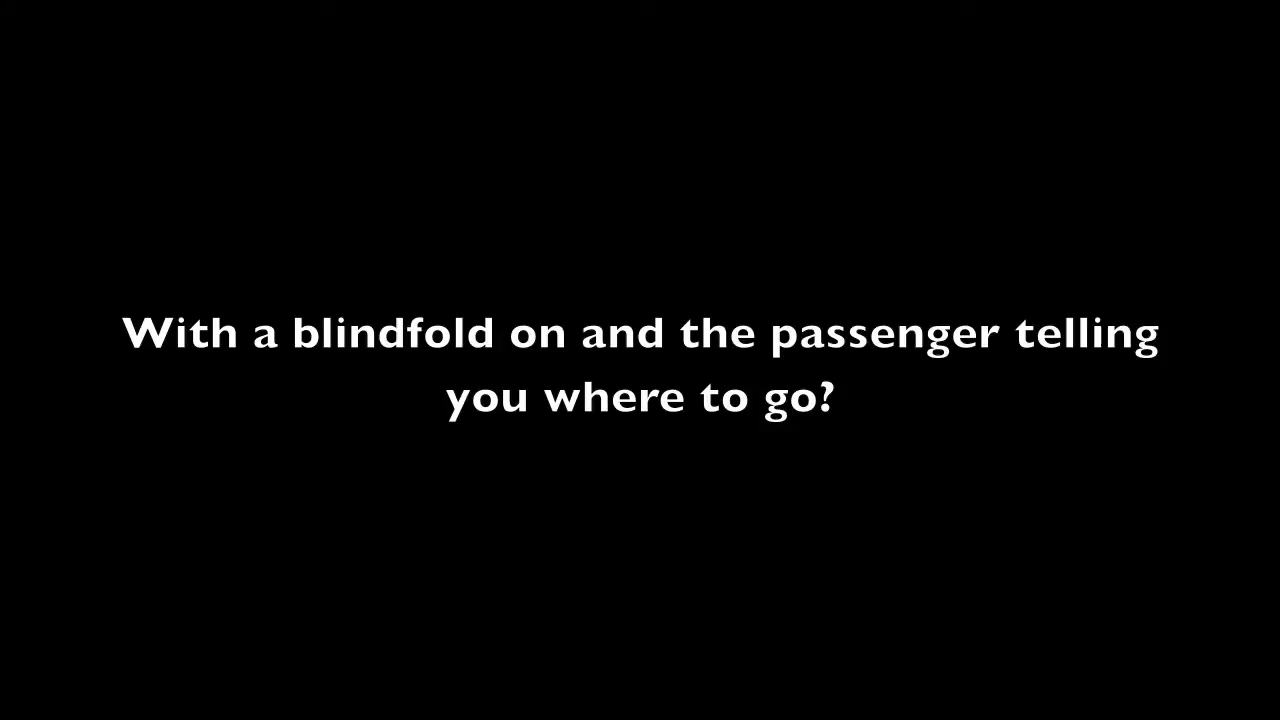 With a blindfold on and the passenger telling
you where to go?